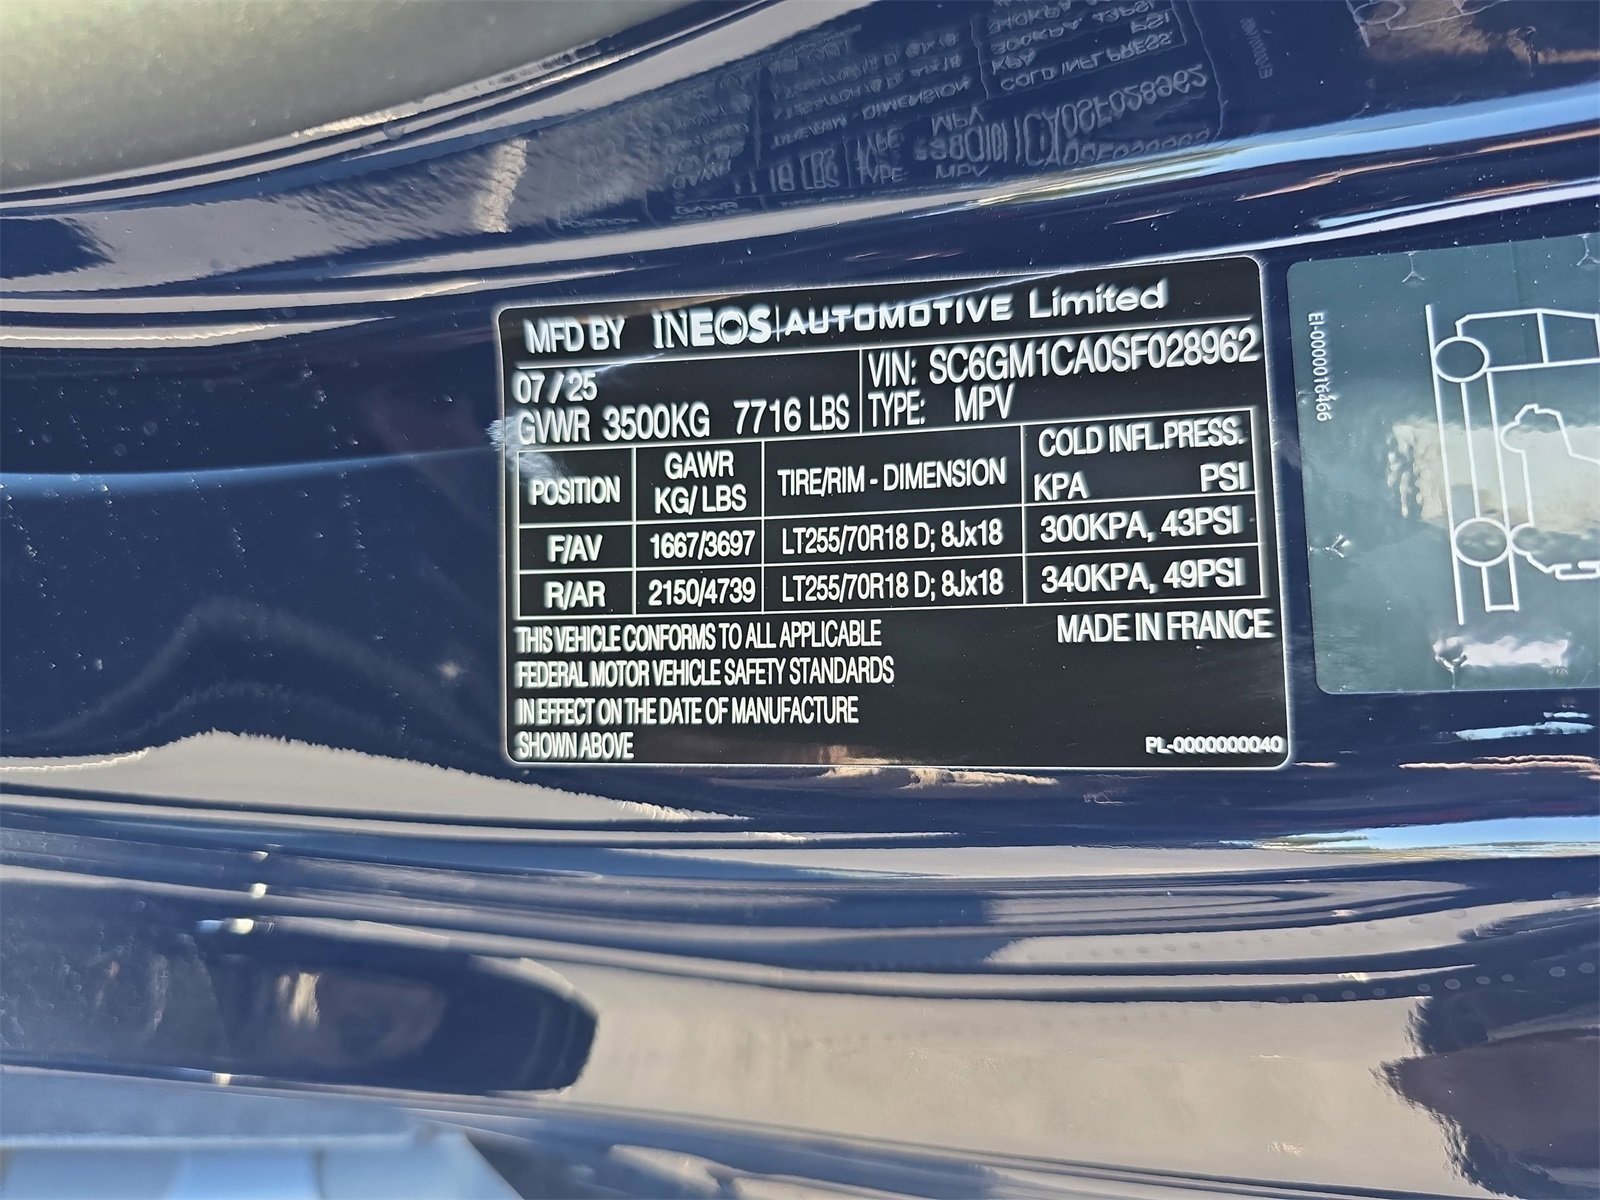 MFD BY INEOS AUTOMOTIVE Limited
07 / 25
GVWR 3500KG 7716 LBS
VIN: SC6GM1CA0SF028962
TYPE: MPV
POSITION GAWR KG/ LBS TIRE/RIM - DIMENSION COLD INFL.PRESS. KPA PSI
F/AV 1667/3697 LT255/70R18 D; 8Jx18 300KPA, 43PSI
R/AR 2150/4739 LT255/70R18 D; 8Jx18 340KPA, 49PSI
THIS VEHICLE CONFORMS TO ALL APPLICABLE
FEDERAL MOTOR VEHICLE SAFETY STANDARDS
IN EFFECT ON THE DATE OF MANUFACTURE
SHOWN ABOVE
MADE IN FRANCE
PL-0000000040
EI-0000016466